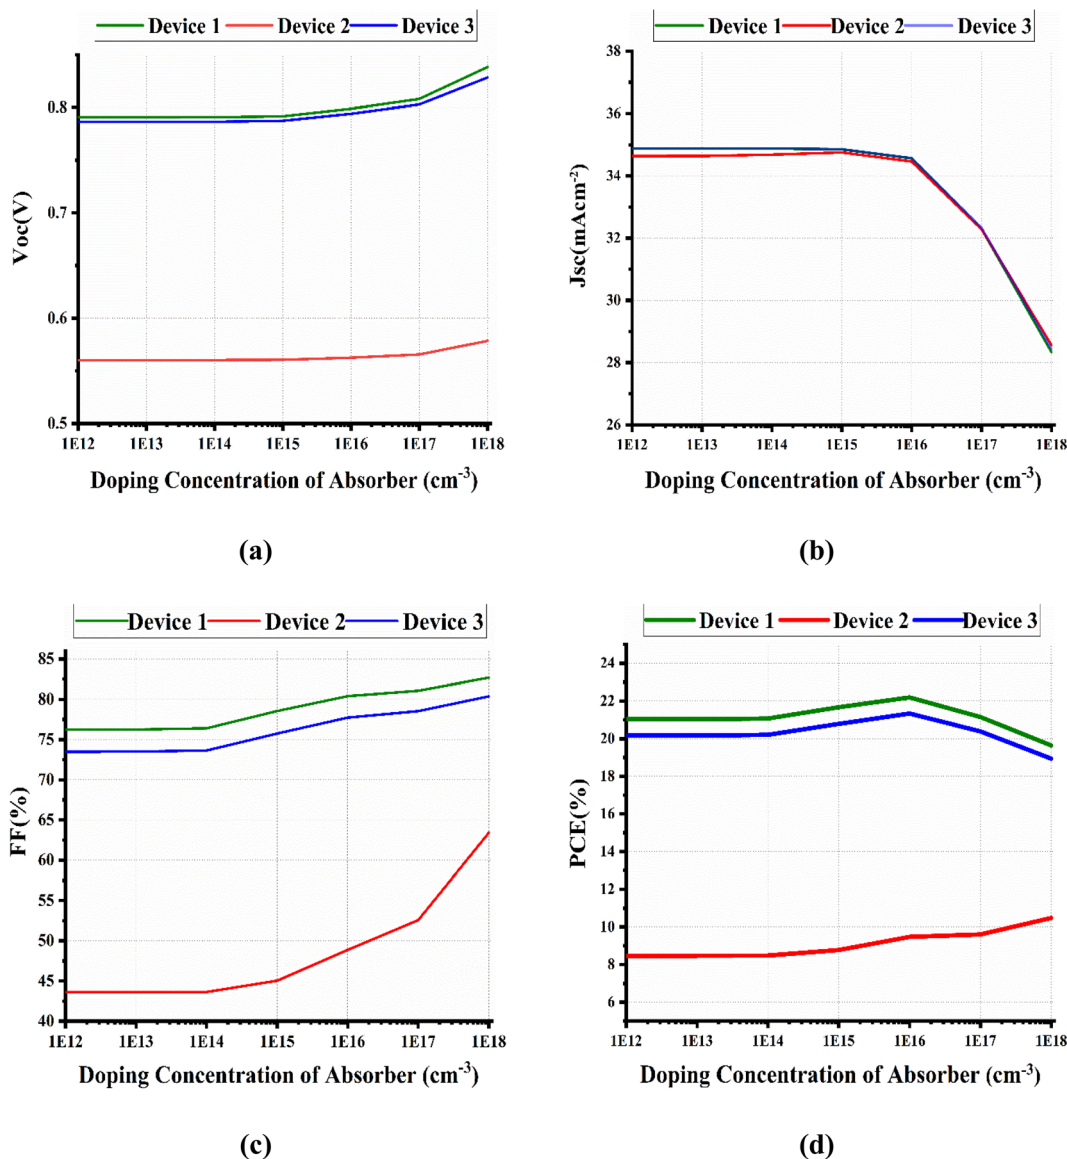 Device 1 Device 2 Device 3
Voc(V)
0.8
0.7
0.6
0.5
1E12 1E13 1E14 1E15 1E16 1E17 1E18
Doping Concentration of Absorber (cm⁻³)
(a)
Device 1 Device 2 Device 3
Jsc(mAcm⁻²)
38
36
34
32
30
28
26
1E12 1E13 1E14 1E15 1E16 1E17 1E18
Doping Concentration of Absorber (cm⁻³)
(b)
Device 1 Device 2 Device 3
FF(%)
85
80
75
70
65
60
55
50
45
40
1E12 1E13 1E14 1E15 1E16 1E17 1E18
Doping Concentration of Absorber (cm⁻³)
(c)
Device 1 Device 2 Device 3
PCE(%)
24
22
20
18
16
14
12
10
8
6
1E12 1E13 1E14 1E15 1E16 1E17 1E18
Doping Concentration of Absorber (cm⁻³)
(d)